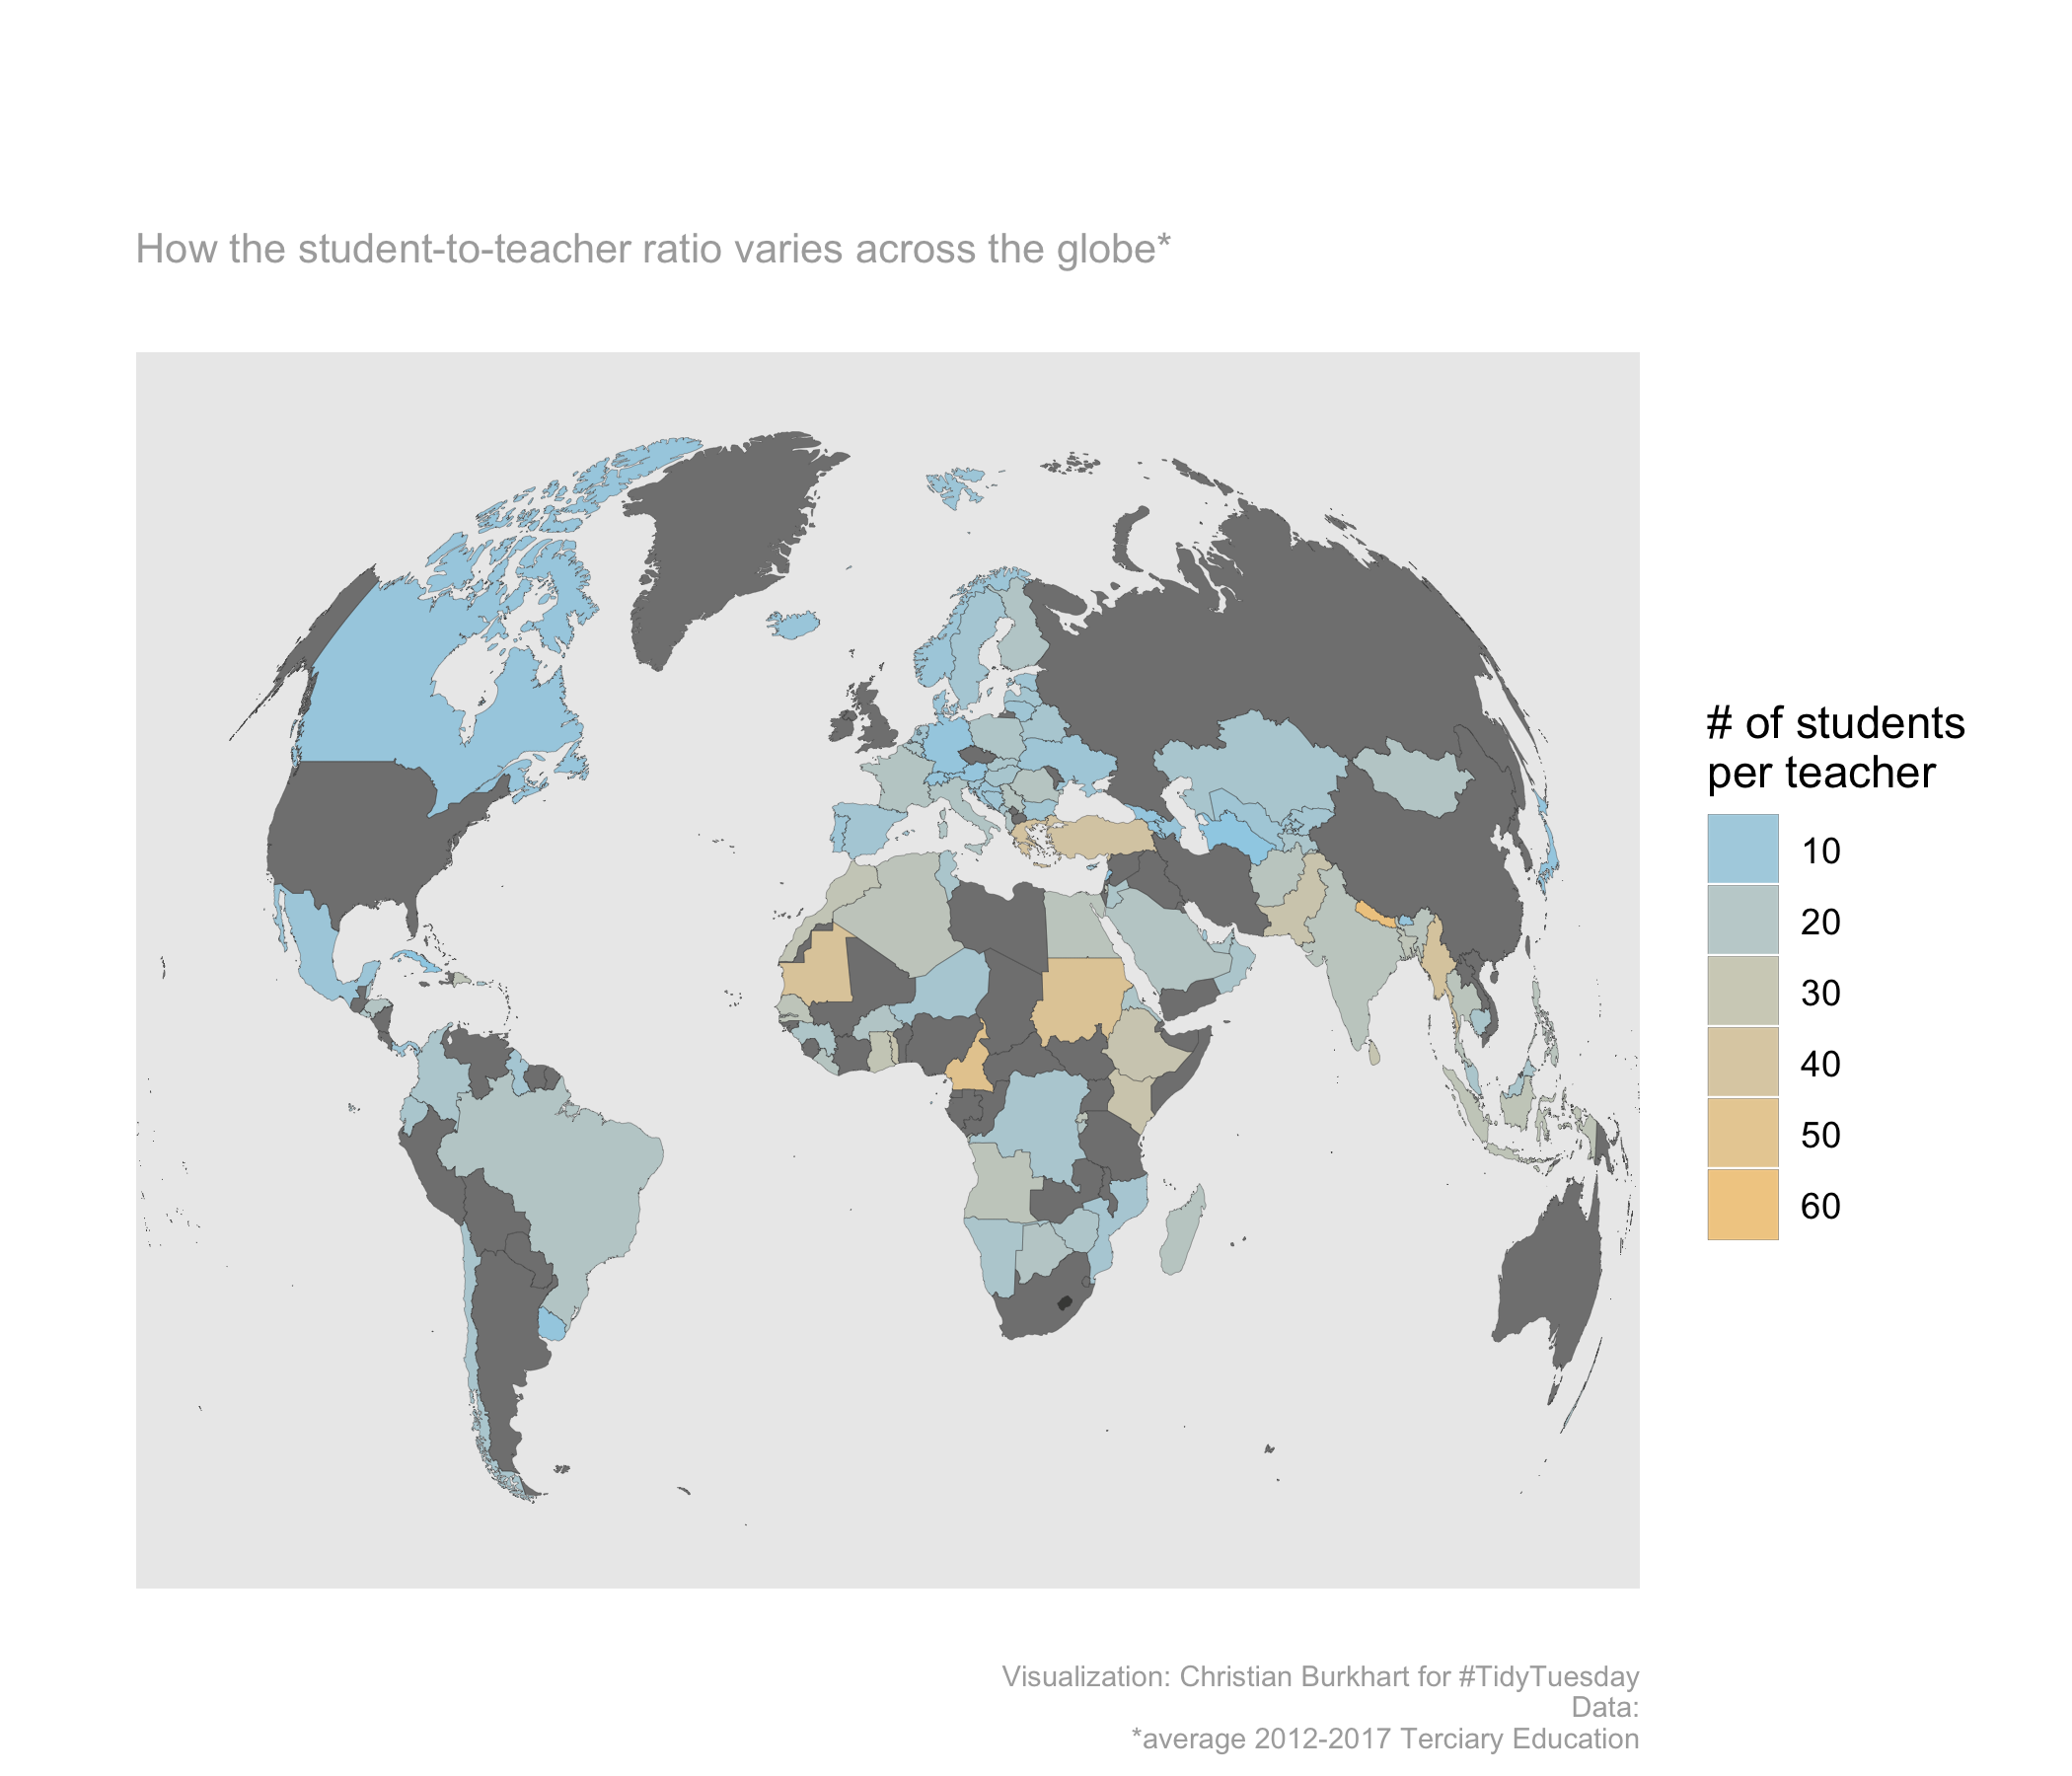 How the student-to-teacher ratio varies across the globe*
# of students
per teacher
10
20
30
40
50
60
Visualization: Christian Burkhart for #TidyTuesday
Data:
*average 2012-2017 Terciary Education